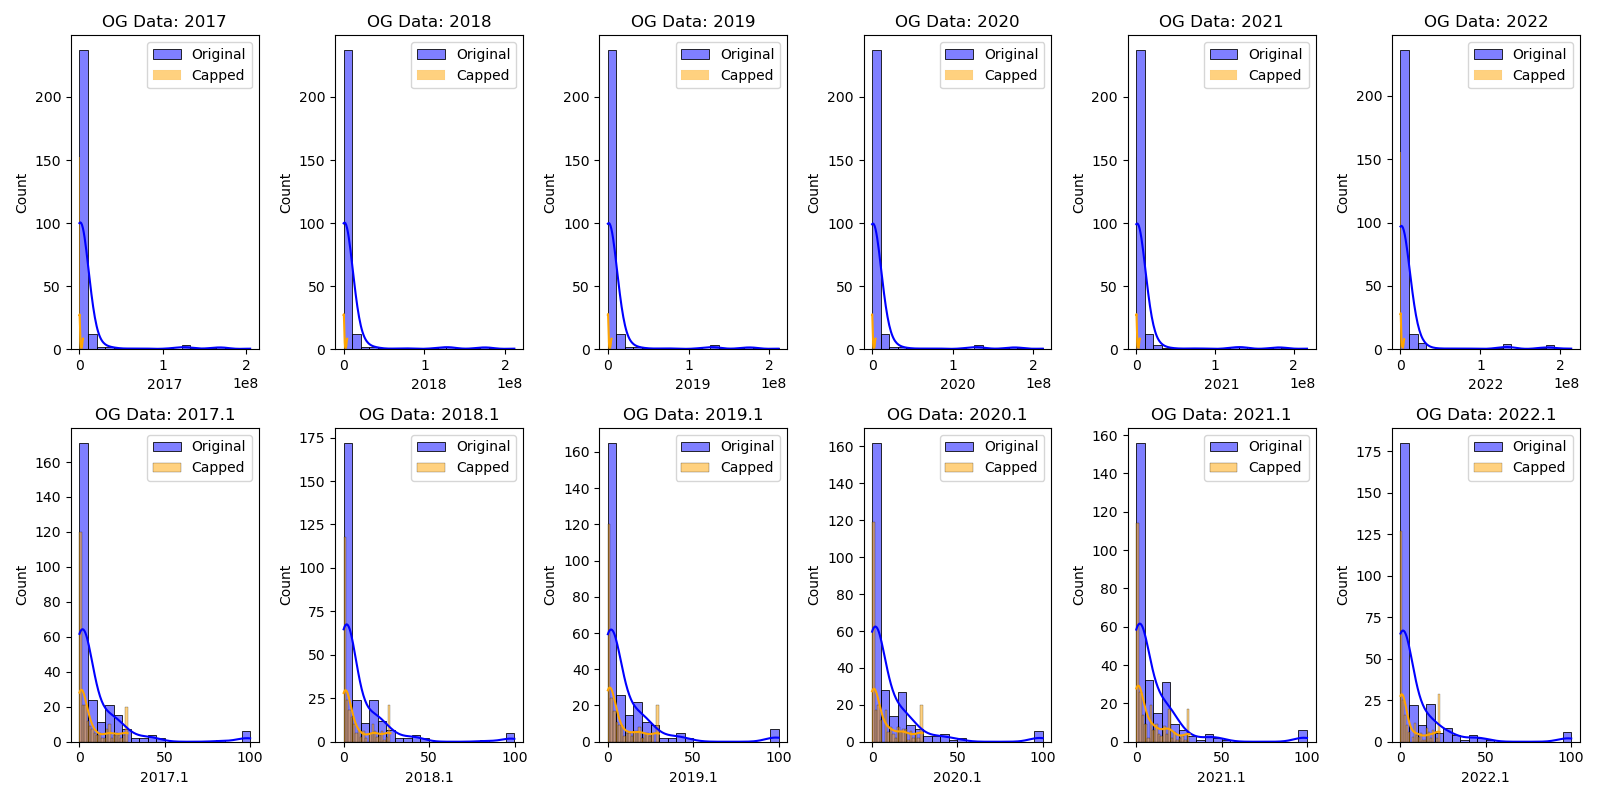 OG Data: 2017
OG Data: 2018
OG Data: 2019
OG Data: 2020
OG Data: 2021
OG Data: 2022
Original
Capped
Original
Capped
Original
Capped
Original
Capped
Original
Capped
Original
Capped
Count
200
150
100
50
0
0
1
2
1e8
2017
Count
200
150
100
50
0
0
1
2
1e8
2018
Count
200
150
100
50
0
0
1
2
1e8
2019
Count
200
150
100
50
0
0
1
2
1e8
2020
Count
200
150
100
50
0
0
1
2
1e8
2021
Count
200
150
100
50
0
0
1
2
1e8
2022
OG Data: 2017.1
OG Data: 2018.1
OG Data: 2019.1
OG Data: 2020.1
OG Data: 2021.1
OG Data: 2022.1
Original
Capped
Original
Capped
Original
Capped
Original
Capped
Original
Capped
Original
Capped
Count
160
140
120
100
80
60
40
20
0
0
50
100
2017.1
Count
175
150
125
100
75
50
25
0
0
50
100
2018.1
Count
160
140
120
100
80
60
40
20
0
0
50
100
2019.1
Count
160
140
120
100
80
60
40
20
0
0
50
100
2020.1
Count
160
140
120
100
80
60
40
20
0
0
50
100
2021.1
Count
175
150
125
100
75
50
25
0
0
50
100
2022.1